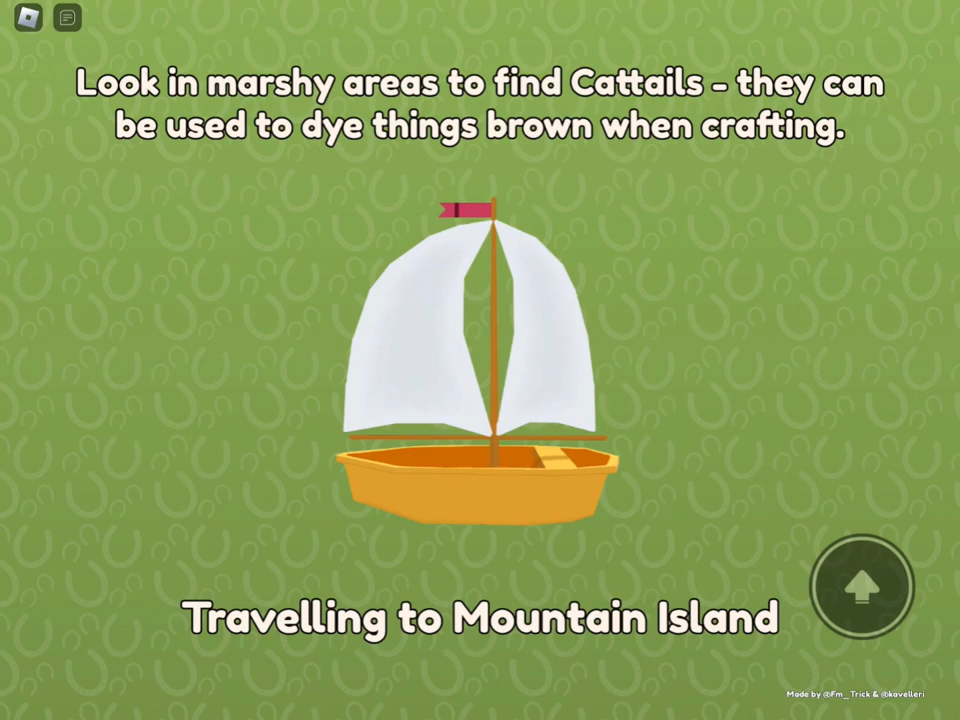 Look in marshy areas to find Cattails - they can
be used to dye things brown when crafting.
Travelling to Mountain Island
Made by @Fm_Trick & @kavelleri